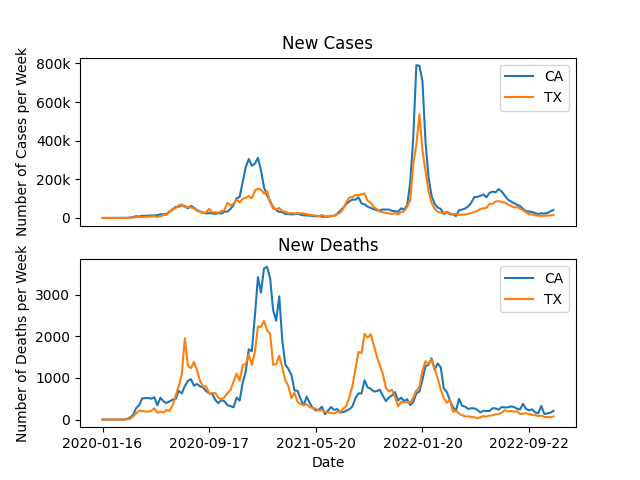 New Cases
Number of Cases per Week
800k
600k
400k
200k
0
CA
TX
New Deaths
Number of Deaths per Week
3000
2000
1000
0
CA
TX
2020-01-16
2020-09-17
2021-05-20
2022-01-20
2022-09-22
Date